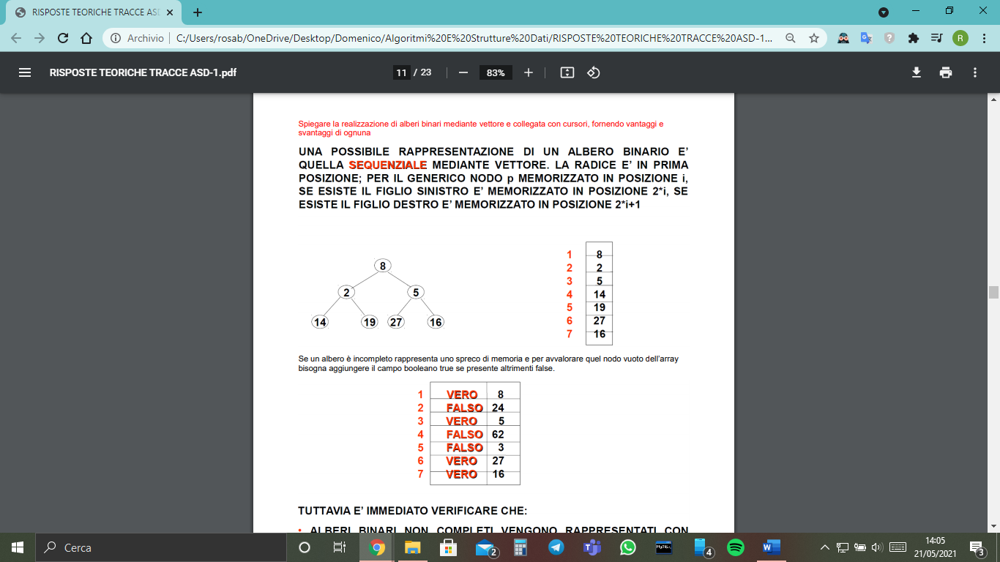 RISPOSTE TEORICHE TRACCE ASD
Archivio
C:/Users/rosab/OneDrive/Desktop/Domenico/Algoritmi%20E%20Strutture%20Dati/RISPOSTE%20TEORICHE%20TRACCE%20ASD-1...
R
RISPOSTE TEORICHE TRACCE ASD-1.pdf
11 / 23
83%
Spiegare la realizzazione di alberi binari mediante vettore e collegata con cursori, fornendo vantaggi e
svantaggi di ognuna
UNA POSSIBILE RAPPRESENTAZIONE DI UN ALBERO BINARIO E'
QUELLA SEQUENZIALE MEDIANTE VETTORE. LA RADICE E' IN PRIMA
POSIZIONE; PER IL GENERICO NODO p MEMORIZZATO IN POSIZIONE i,
SE ESISTE IL FIGLIO SINISTRO E' MEMORIZZATO IN POSIZIONE 2*i, SE
ESISTE IL FIGLIO DESTRO E' MEMORIZZATO IN POSIZIONE 2*i+1
8
2 5
14 19 27 16
1 8
2 2
3 5
4 14
5 19
6 27
7 16
Se un albero è incompleto rappresenta uno spreco di memoria e per avvalorare quel nodo vuoto dell'array
bisogna aggiungere il campo booleano true se presente altrimenti false.
1 VERO 8
2 FALSO 24
3 VERO 5
4 FALSO 62
5 FALSO 3
6 VERO 27
7 VERO 16
TUTTAVIA E' IMMEDIATO VERIFICARE CHE:
• ALBERI BINARI NON COMPLETI VENGONO RAPPRESENTATI CON
Cerca
2
4
14:05
21/05/2021
3